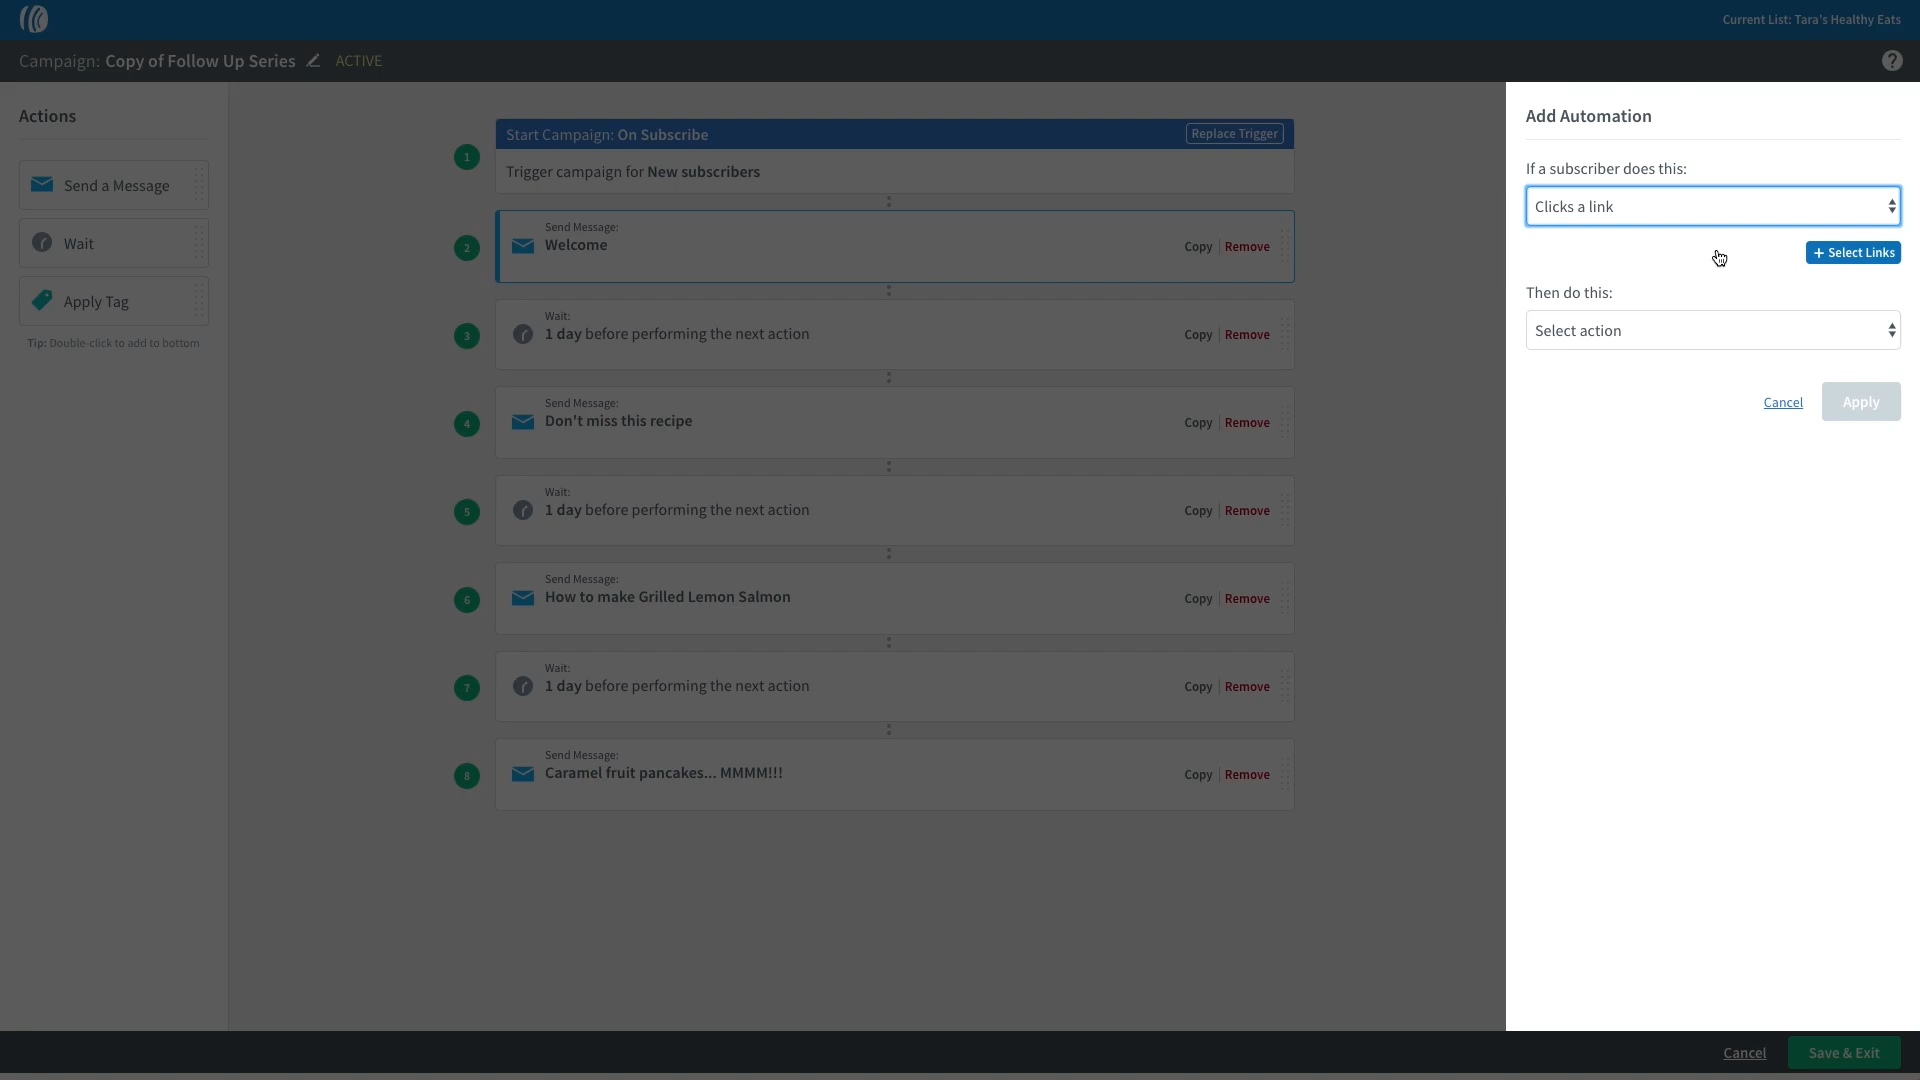 Current List: Tara's Healthy Eats
Campaign: Copy of Follow Up Series ACTIVE
?
Actions
Send a Message
Wait
Apply Tag
Tip: Double-click to add to bottom
1
Start Campaign: On Subscribe Replace Trigger
Trigger campaign for New subscribers
2
Send Message:
Welcome
Copy Remove
3
Wait:
1 day before performing the next action
Copy Remove
4
Send Message:
Don't miss this recipe
Copy Remove
5
Wait:
1 day before performing the next action
Copy Remove
6
Send Message:
How to make Grilled Lemon Salmon
Copy Remove
7
Wait:
1 day before performing the next action
Copy Remove
8
Send Message:
Caramel fruit pancakes... MMMM!!!
Copy Remove
Add Automation
If a subscriber does this:
Clicks a link
+ Select Links
Then do this:
Select action
Cancel Apply
Cancel Save & Exit